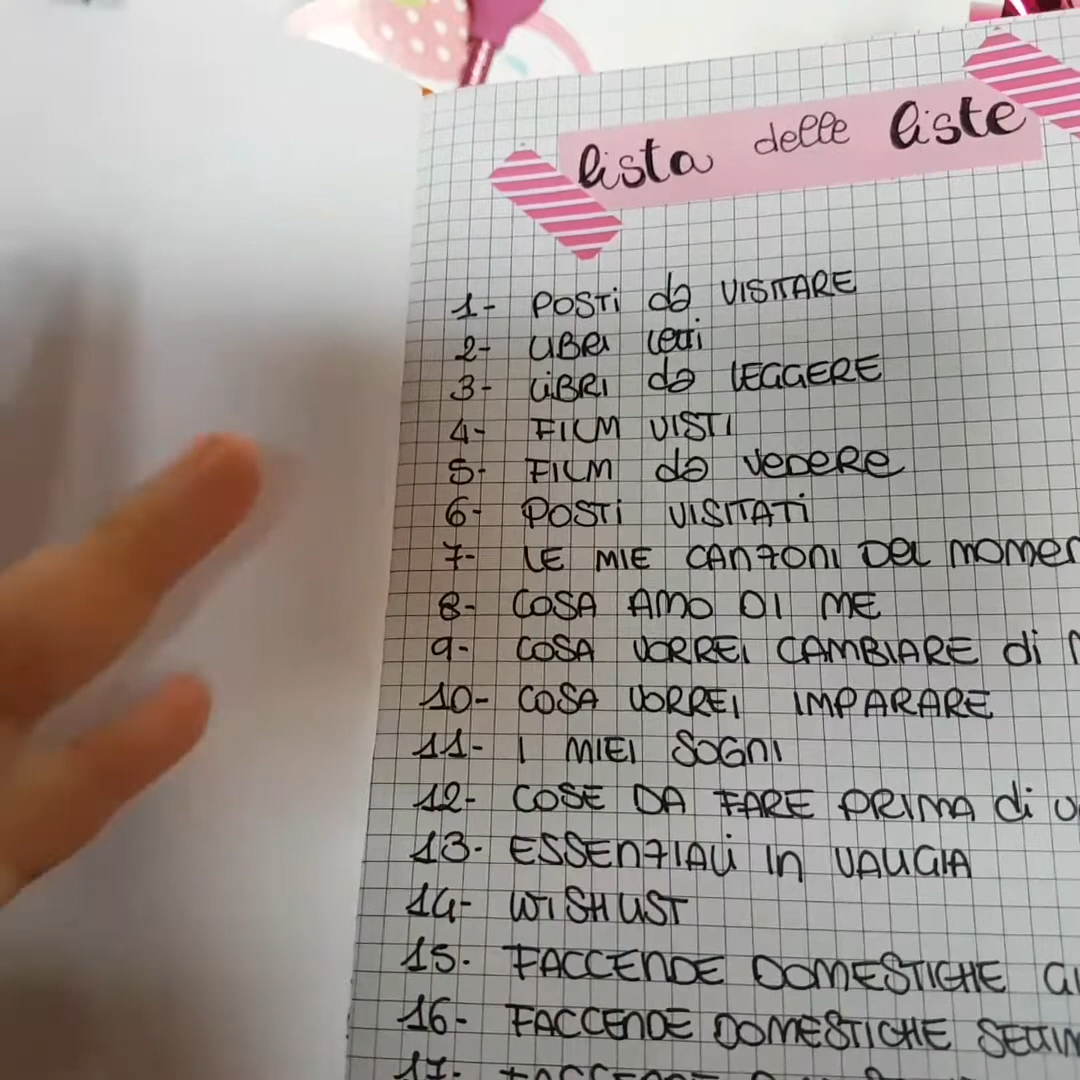 lista delle liste
1- POSTI da VISITARE
2- LIBRI letti
3- LIBRI da LEGGERE
4- FILM VISTI
5- FILM da vedere
6- POSTI VISITATI
7- LE MIE CANZONI Del momen
8- COSA AMO DI ME
9- COSA VORREI CAMBIARE di
10- COSA VORREI IMPARARE
11- I MIEI SOGNI
12- COSE DA FARE PRIMA di
13- ESSENZIALI in VALIGIA
14- WISHLIST
15- FACCENDE DOMESTICHE
16- FACCENDE DOMESTICHE SETTIM
17-